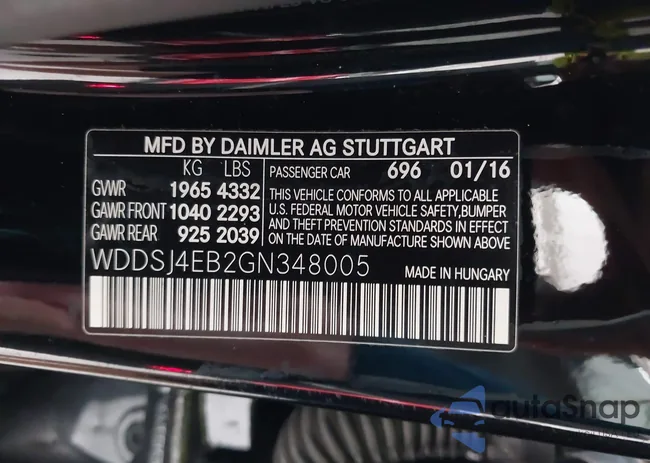 MFD BY DAIMLER AG STUTTGART
KG LBS PASSENGER CAR 696 01/16
GVWR 1965 4332
GAWR FRONT 1040 2293
GAWR REAR 925 2039
THIS VEHICLE CONFORMS TO ALL APPLICABLE
U.S. FEDERAL MOTOR VEHICLE SAFETY,BUMPER
AND THEFT PREVENTION STANDARDS IN EFFECT
ON THE DATE OF MANUFACTURE SHOWN ABOVE
WDDSJ4EB2GN348005 MADE IN HUNGARY
autoSnap